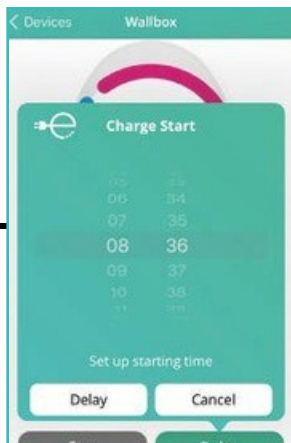 < Devices Wallbox
Charge Start
06 34
07 35
08 36
09 37
10 38
Set up starting time
Delay Cancel